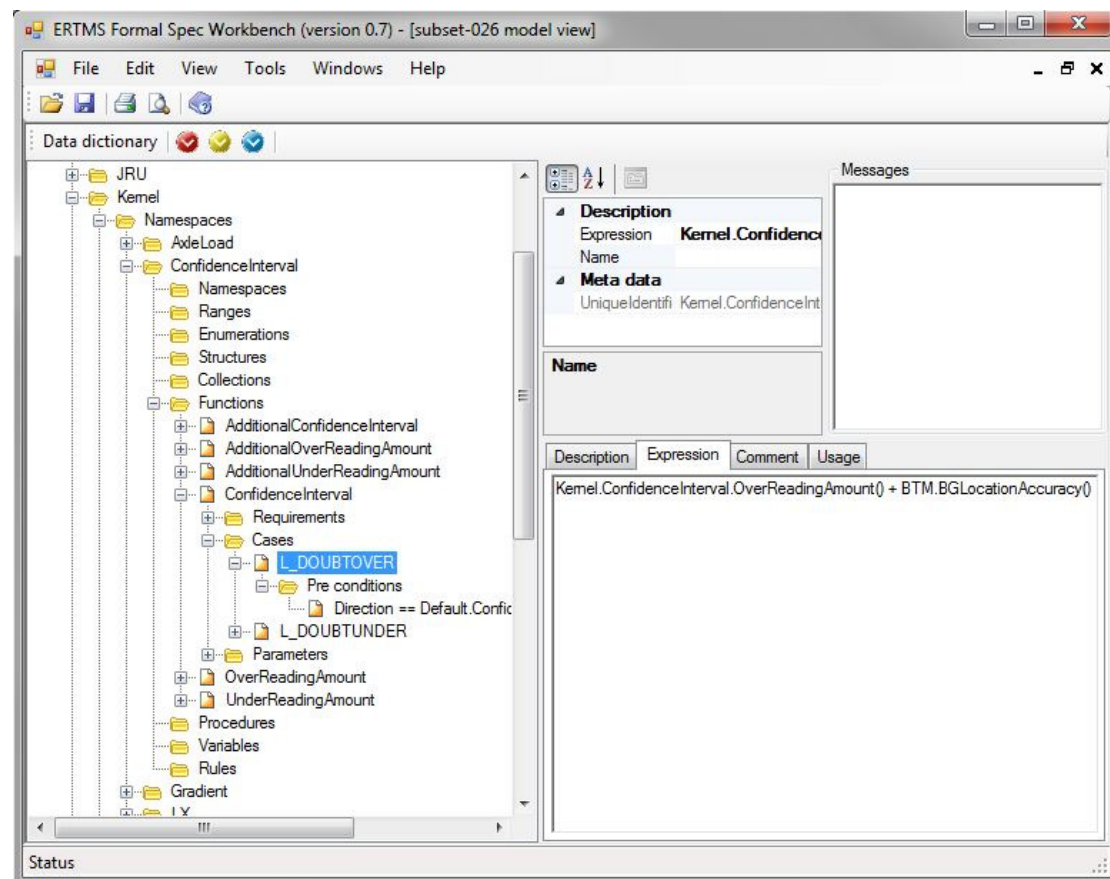 ERTMS Formal Spec Workbench (version 0.7) - [subset-026 model view]
File Edit View Tools Windows Help
Data dictionary
JRU
Kernel
Namespaces
AxleLoad
ConfidenceInterval
Namespaces
Ranges
Enumerations
Structures
Collections
Functions
AdditionalConfidenceInterval
AdditionalOverReadingAmount
AdditionalUnderReadingAmount
ConfidenceInterval
Requirements
Cases
L_DOUBTOVER
Pre conditions
Direction == Default.Confic
L_DOUBTUNDER
Parameters
OverReadingAmount
UnderReadingAmount
Procedures
Variables
Rules
Gradient
LX
Description
Expression Kernel.Confidence
Name
Meta data
UniqueIdentifi Kernel.ConfidenceInt
Name
Messages
Description Expression Comment Usage
Kernel.ConfidenceInterval.OverReadingAmount() + BTM.BGLocationAccuracy()
Status